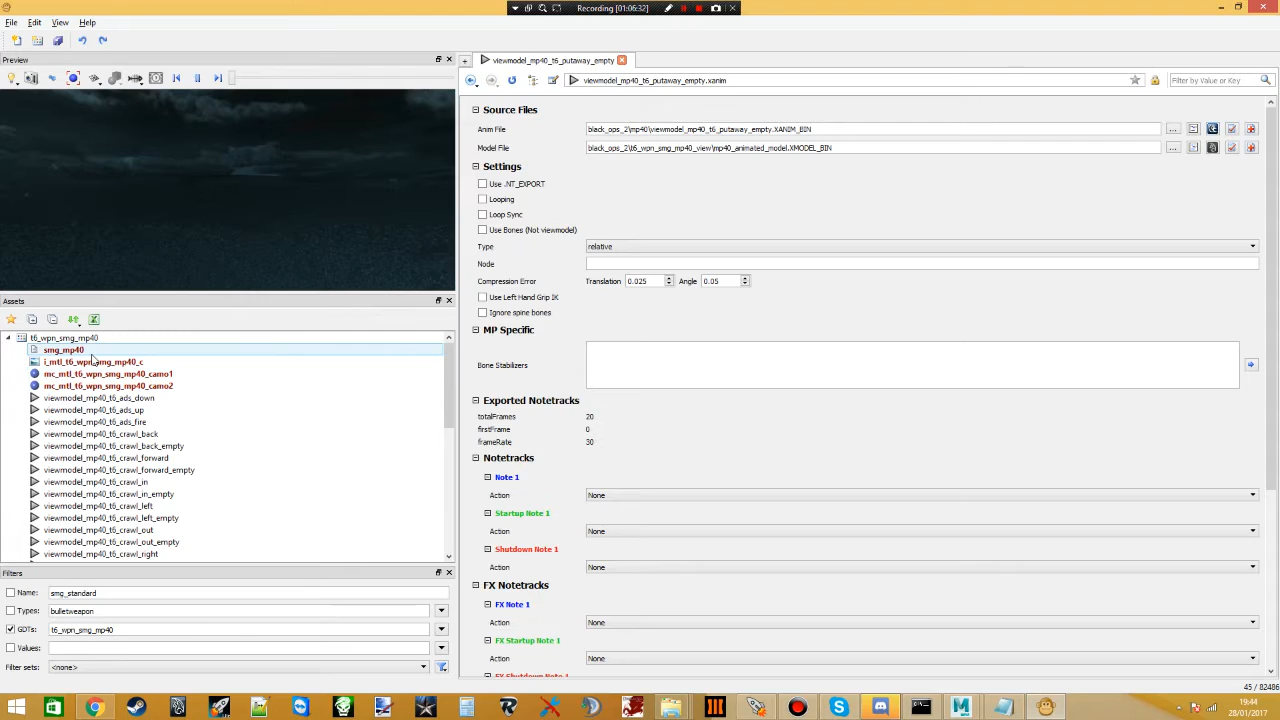 Recording [01:06:32]
File Edit View Help
Preview
viewmodel_mp40_t6_putaway_empty
viewmodel_mp40_t6_putaway_empty.xanim
Filter by Value or Key
Source Files
Anim File black_ops_2\mp40\viewmodel_mp40_t6_putaway_empty.XANIM_BIN ...
Model File black_ops_2\t6_wpn_smg_mp40_view\mp40_animated_model.XMODEL_BIN ...
Settings
Use .NT_EXPORT
Looping
Loop Sync
Use Bones (Not viewmodel)
Type relative
Node
Compression Error Translation 0.025 Angle 0.05
Use Left Hand Grip IK
Ignore spine bones
MP Specific
Bone Stabilizers
Exported Notetracks
totalFrames 20
firstFrame 0
frameRate 30
Notetracks
Note 1
Action None
Startup Note 1
Action None
Shutdown Note 1
Action None
FX Notetracks
FX Note 1
Action None
FX Startup Note 1
Action None
FX Shutdown Note 1
Assets
t6_wpn_smg_mp40
smg_mp40
i_mtl_t6_wpn_smg_mp40_c
mc_mtl_t6_wpn_smg_mp40_camo1
mc_mtl_t6_wpn_smg_mp40_camo2
viewmodel_mp40_t6_ads_down
viewmodel_mp40_t6_ads_up
viewmodel_mp40_t6_ads_fire
viewmodel_mp40_t6_crawl_back
viewmodel_mp40_t6_crawl_back_empty
viewmodel_mp40_t6_crawl_forward
viewmodel_mp40_t6_crawl_forward_empty
viewmodel_mp40_t6_crawl_in
viewmodel_mp40_t6_crawl_in_empty
viewmodel_mp40_t6_crawl_left
viewmodel_mp40_t6_crawl_left_empty
viewmodel_mp40_t6_crawl_out
viewmodel_mp40_t6_crawl_out_empty
viewmodel_mp40_t6_crawl_right
Filters
Name: smg_standard
Types: bulletweapon
GDTs: t6_wpn_smg_mp40
Values:
Filter sets: <none>
45 / 82486
19:44
28/01/2017